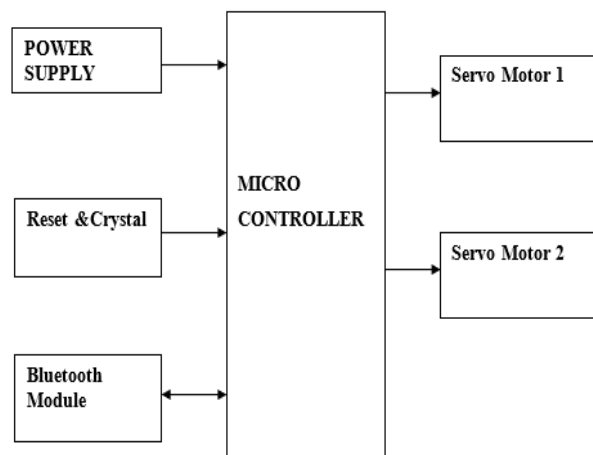 POWER
SUPPLY
Reset &Crystal
Bluetooth
Module
MICRO
CONTROLLER
Servo Motor 1
Servo Motor 2